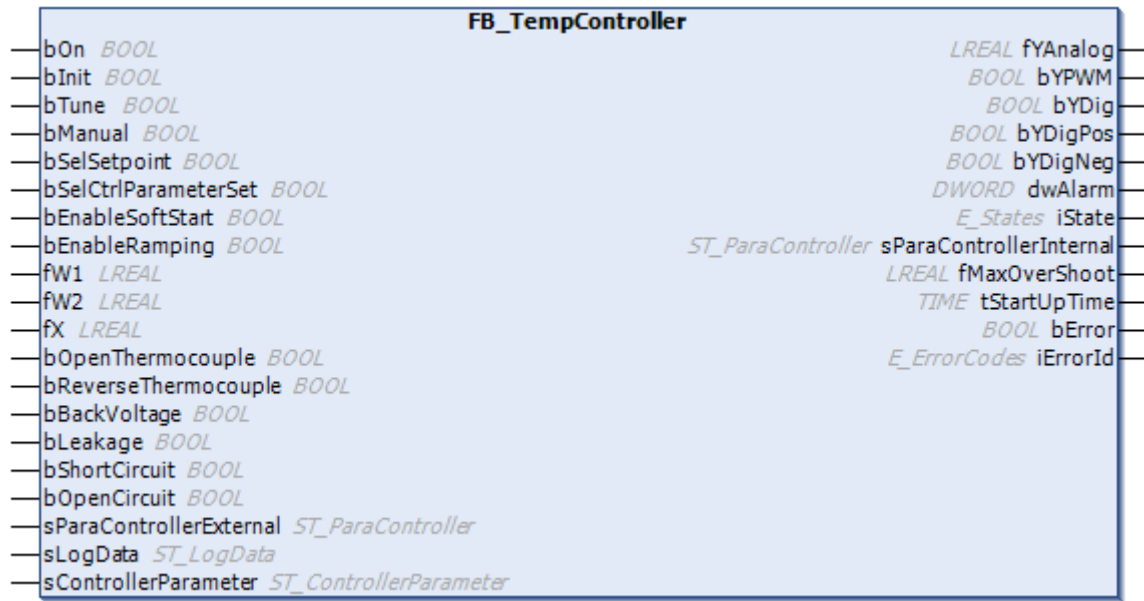 FB_TempController
bOn BOOL LREAL fYAnalog
bInit BOOL BOOL bYPWM
bTune BOOL BOOL bYDig
bManual BOOL BOOL bYDigPos
bSelSetpoint BOOL BOOL bYDigNeg
bSelCtrlParameterSet BOOL DWORD dwAlarm
bEnableSoftStart BOOL E_States iState
bEnableRamping BOOL ST_ParaController sParaControllerInternal
fW1 LREAL LREAL fMaxOverShoot
fW2 LREAL TIME tStartUpTime
fX LREAL BOOL bError
bOpenThermocouple BOOL E_ErrorCodes iErrorId
bReverseThermocouple BOOL
bBackVoltage BOOL
bLeakage BOOL
bShortCircuit BOOL
bOpenCircuit BOOL
sParaControllerExternal ST_ParaController
sLogData ST_LogData
sControllerParameter ST_ControllerParameter